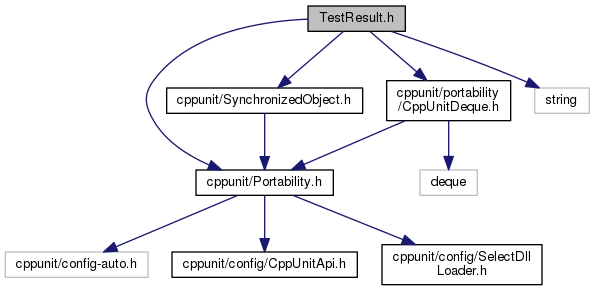 TestResult.h
cppunit/SynchronizedObject.h
cppunit/portability
/CppUnitDeque.h
string
cppunit/Portability.h
deque
cppunit/config-auto.h
cppunit/config/CppUnitApi.h
cppunit/config/SelectDll
Loader.h